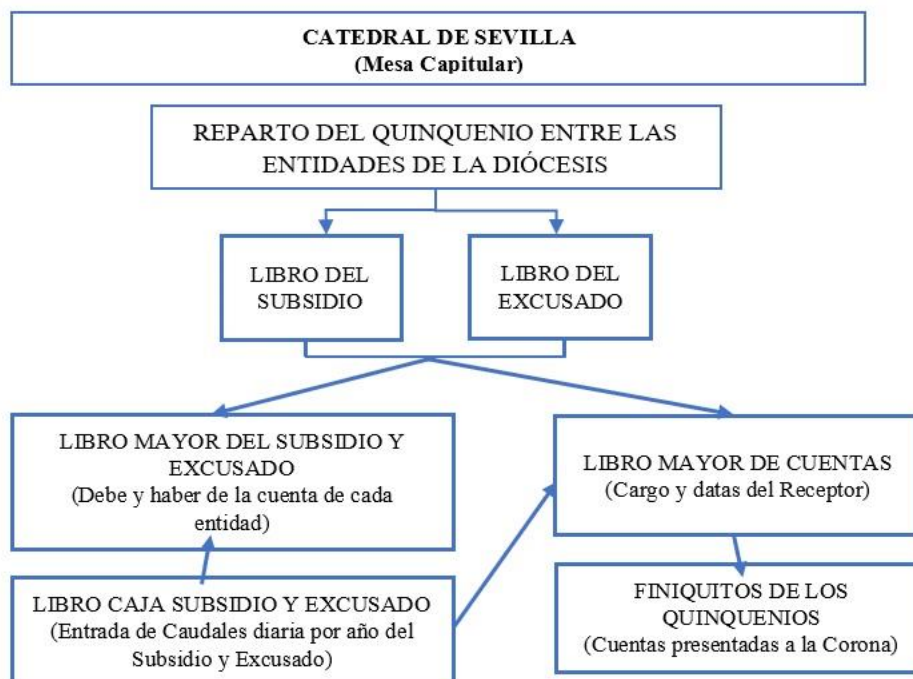 CATEDRAL DE SEVILLA
(Mesa Capitular)
REPARTO DEL QUINQUENIO ENTRE LAS
ENTIDADES DE LA DIÓCESIS
LIBRO DEL
SUBSIDIO
LIBRO DEL
EXCUSADO
LIBRO MAYOR DEL SUBSIDIO Y
EXCUSADO
(Debe y haber de la cuenta de cada
entidad)
LIBRO MAYOR DE CUENTAS
(Cargo y datas del Receptor)
LIBRO CAJA SUBSIDIO Y EXCUSADO
(Entrada de Caudales diaria por año del
Subsidio y Excusado)
FINIQUITOS DE LOS
QUINQUENIOS
(Cuentas presentadas a la Corona)